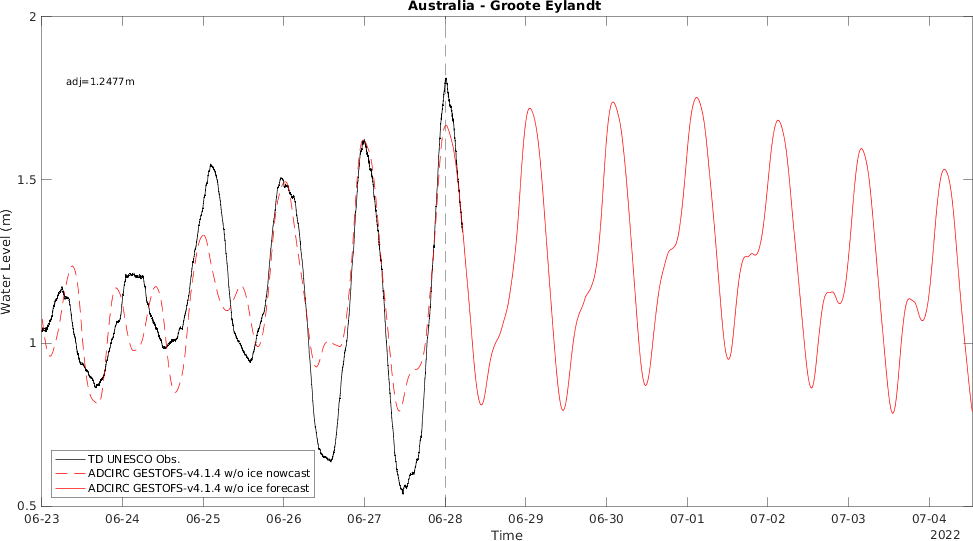 Australia - Groote Eylandt
adj=1.2477m
2
1.5
1
0.5
Water Level (m)
TD UNESCO Obs.
ADCIRC GESTOFS-v4.1.4 w/o ice nowcast
ADCIRC GESTOFS-v4.1.4 w/o ice forecast
06-23 06-24 06-25 06-26 06-27 06-28 06-29 06-30 07-01 07-02 07-03 07-04
Time
2022